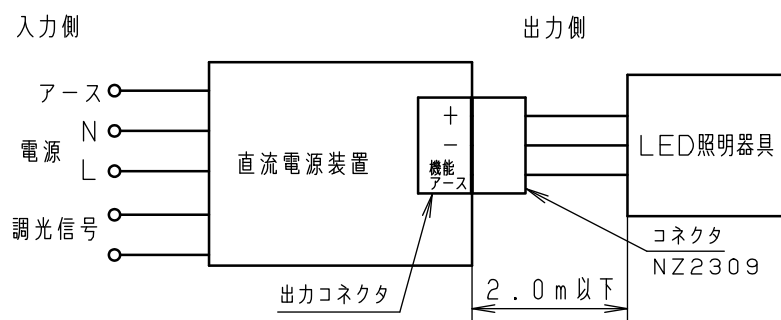 入力側
出力側
アース
電源
N
L
調光信号
直流電源装置
+
-
機能
アース
LED照明器具
コネクタ
NZ2309
出力コネクタ
2.0m以下